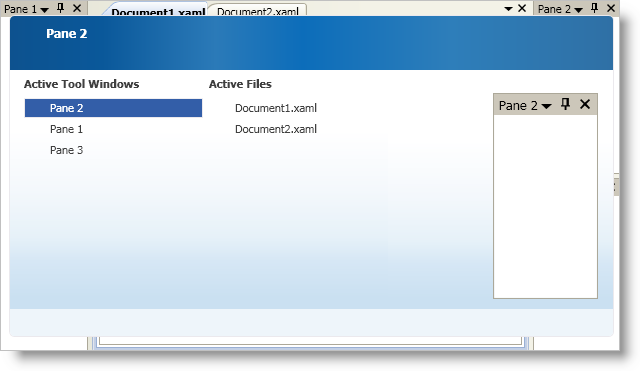 Pane 1
Document1.xaml
Document2.xaml
Pane 2
Pane 2
Active Tool Windows
Active Files
Pane 2
Document1.xaml
Pane 1
Document2.xaml
Pane 3
Pane 2